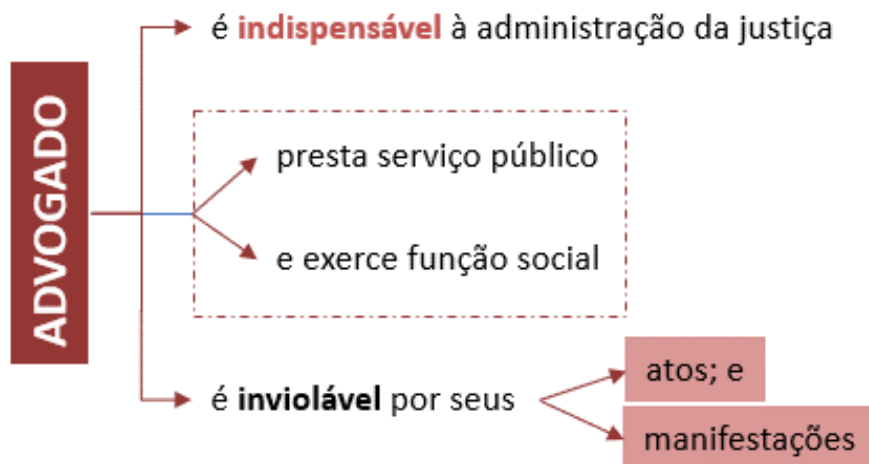 ADVOGADO
é indispensável à administração da justiça
presta serviço público
e exerce função social
é inviolável por seus
atos; e
manifestações